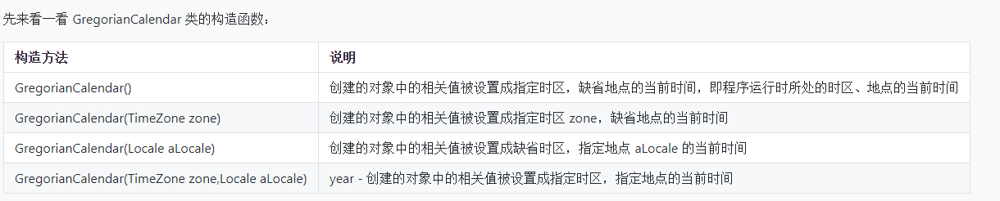 先来看一看 GregorianCalendar 类的构造函数：
构造方法 说明
GregorianCalendar() 创建的对象中的相关值被设置成指定时区，缺省地点的当前时间，即程序运行时所处的时区、地点的当前时间
GregorianCalendar(TimeZone zone) 创建的对象中的相关值被设置成指定时区 zone，缺省地点的当前时间
GregorianCalendar(Locale aLocale) 创建的对象中的相关值被设置成缺省时区，指定地点 aLocale 的当前时间
GregorianCalendar(TimeZone zone,Locale aLocale) year - 创建的对象中的相关值被设置成指定时区，指定地点的当前时间